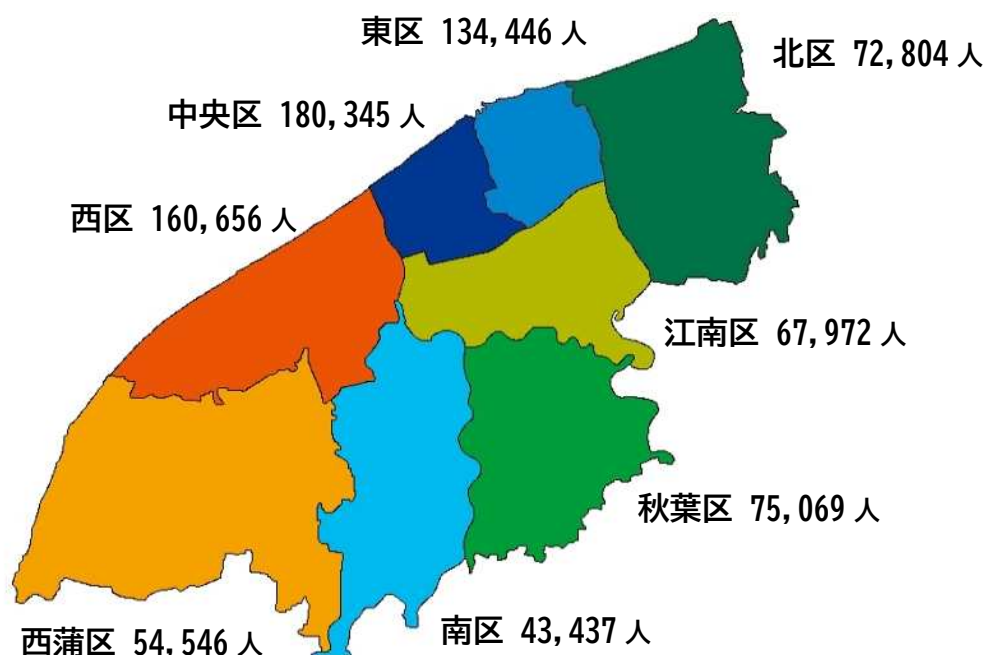 東区 134,446 人
北区 72,804 人
中央区 180,345 人
西区 160,656 人
江南区 67,972 人
秋葉区 75,069 人
西蒲区 54,546 人
南区 43,437 人